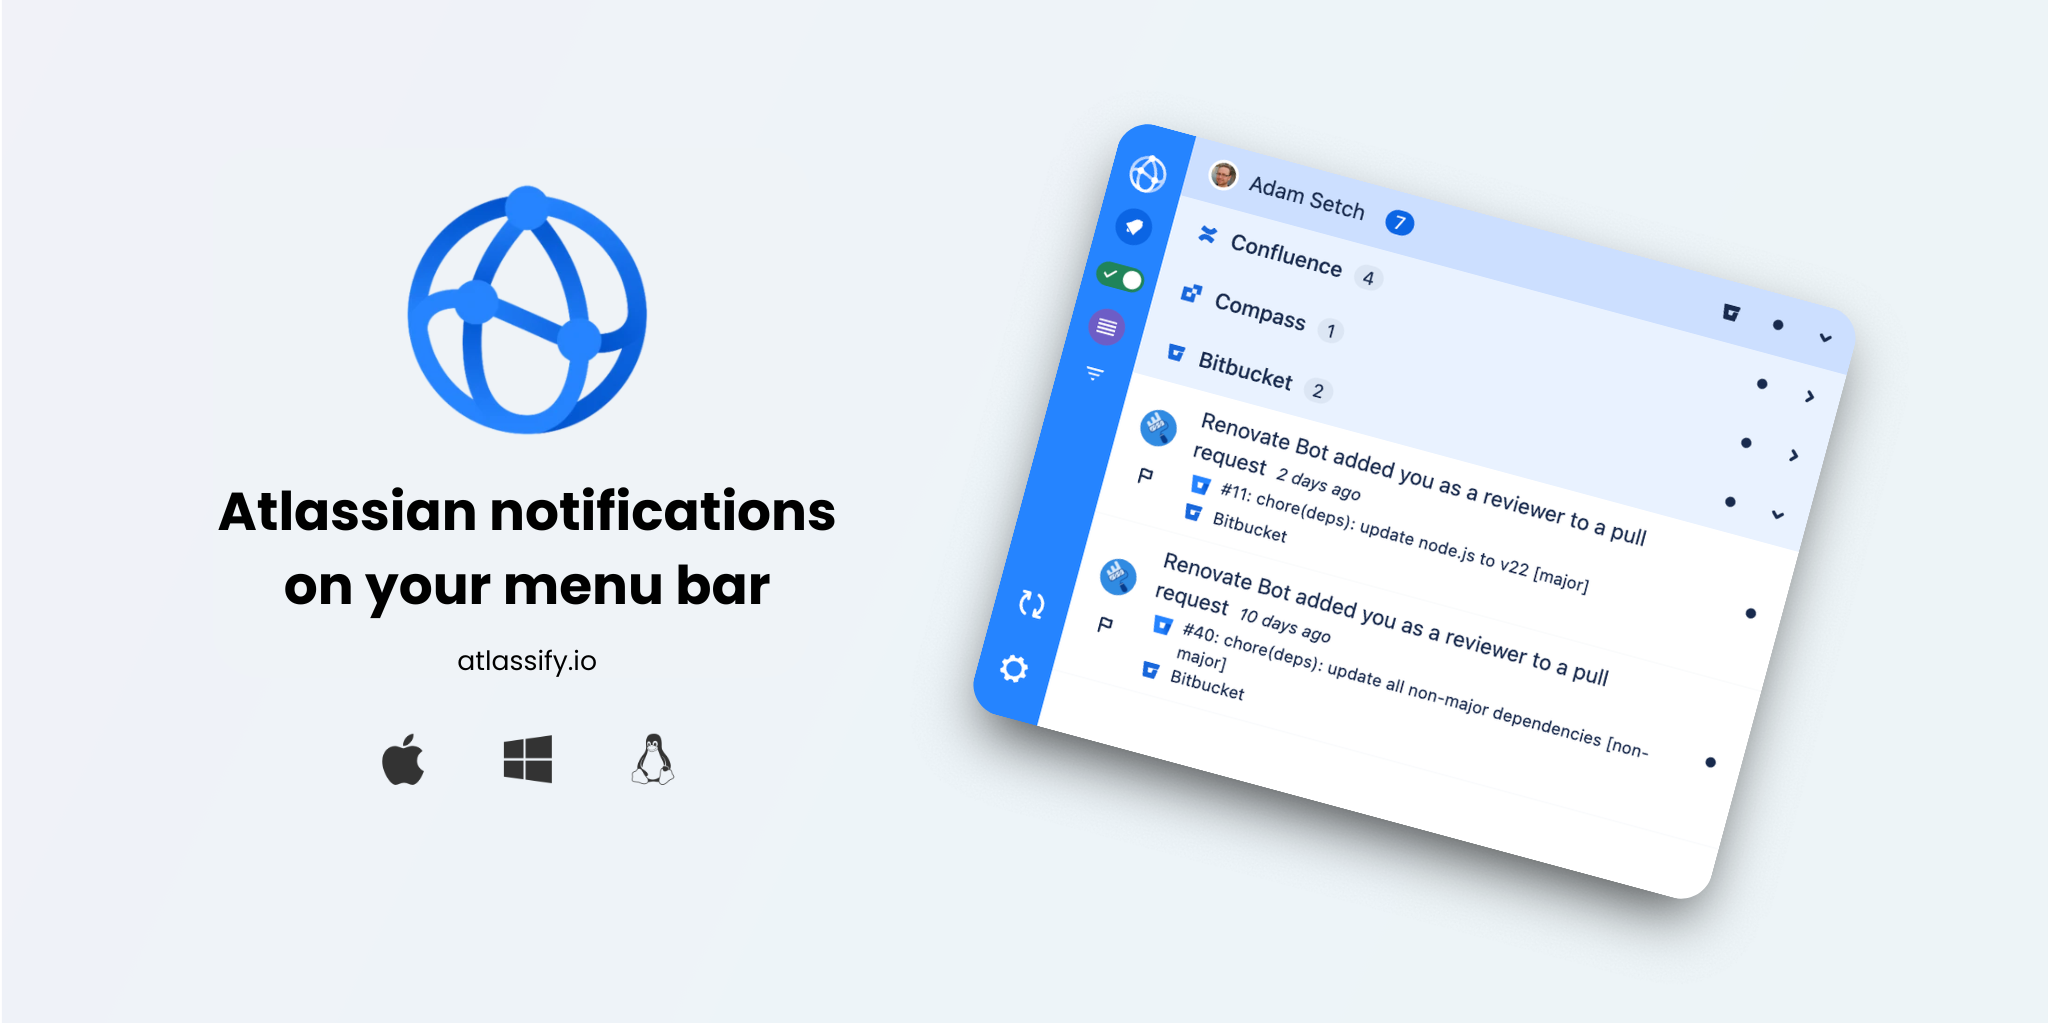 Atlassian notifications
on your menu bar
atlassify.io
Adam Setch 7
Confluence 4
Compass 1
Bitbucket 2
Renovate Bot added you as a reviewer to a pull
request 2 days ago
#11: chore(deps): update node.js to v22 [major]
Bitbucket
Renovate Bot added you as a reviewer to a pull
request 10 days ago
#40: chore(deps): update all non-major dependencies [non-
major]
Bitbucket